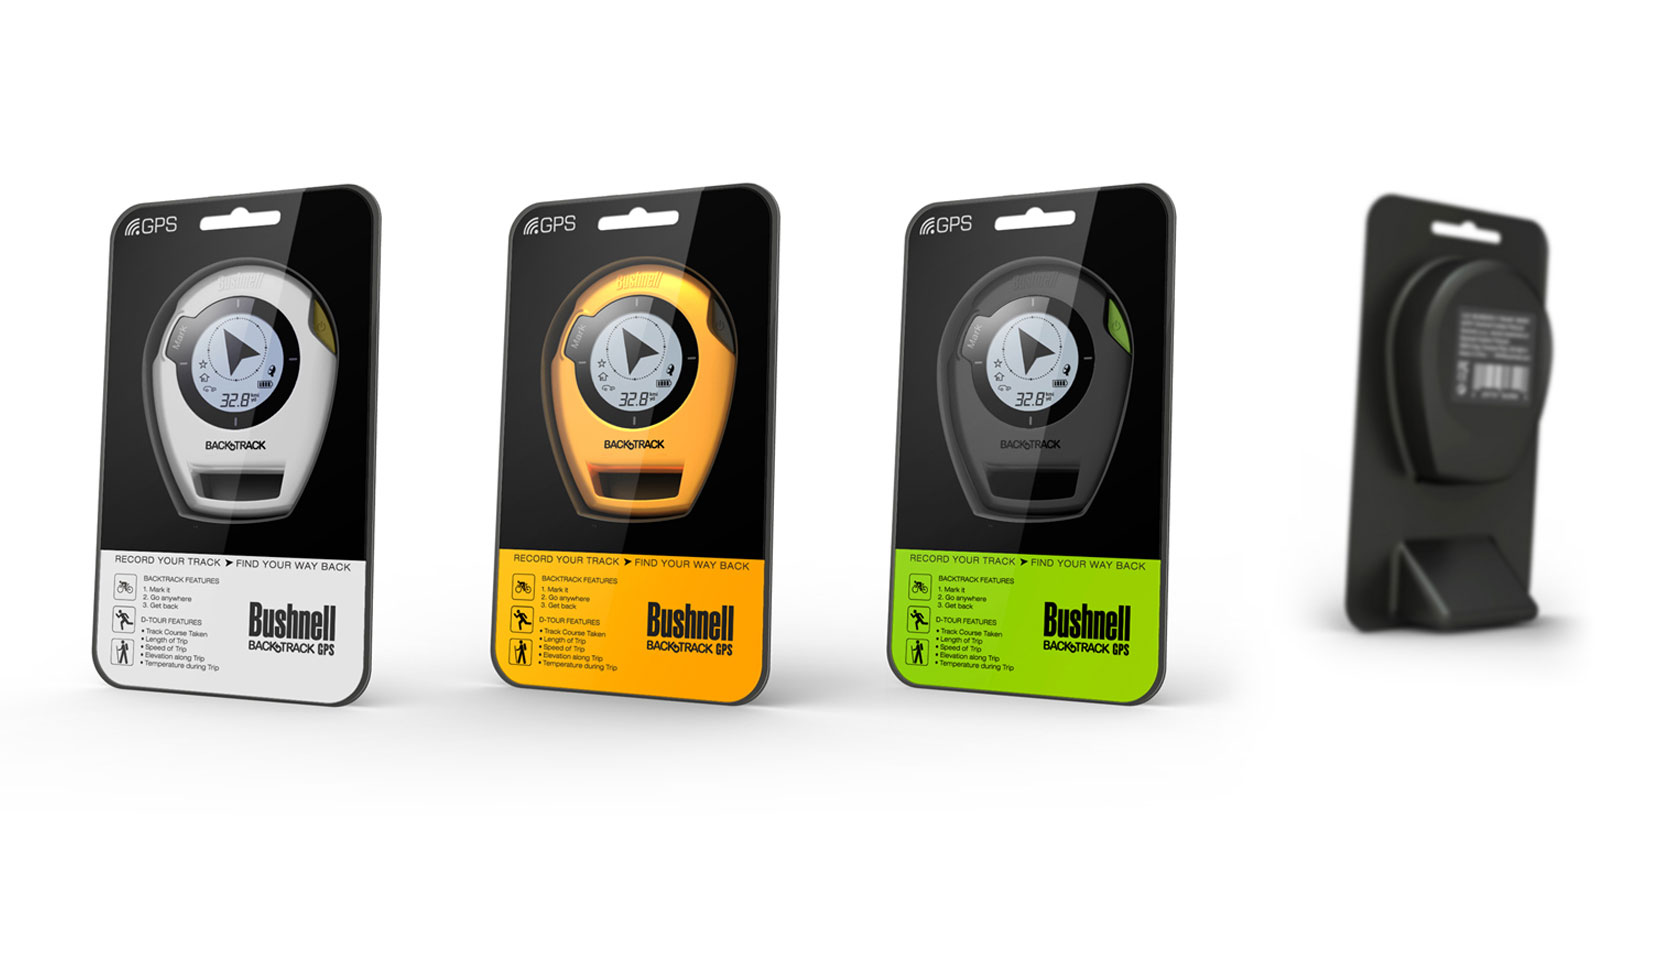 GPS
Bushnell
Mark
32.8 kmi yd
BACKTRACK
RECORD YOUR TRACK ➤ FIND YOUR WAY BACK
BACKTRACK FEATURES
1. Mark it
2. Go anywhere
3. Get back
D-TOUR FEATURES
• Track Course Taken
• Length of Trip
• Speed of Trip
• Elevation along Trip
• Temperature during Trip
Bushnell
BACKTRACK GPS
GPS
Bushnell
Mark
32.8 kmi yd
BACKTRACK
RECORD YOUR TRACK ➤ FIND YOUR WAY BACK
BACKTRACK FEATURES
1. Mark it
2. Go anywhere
3. Get back
D-TOUR FEATURES
• Track Course Taken
• Length of Trip
• Speed of Trip
• Elevation along Trip
• Temperature during Trip
Bushnell
BACKTRACK GPS
GPS
Bushnell
Mark
32.8 kmi yd
BACKTRACK
RECORD YOUR TRACK ➤ FIND YOUR WAY BACK
BACKTRACK FEATURES
1. Mark it
2. Go anywhere
3. Get back
D-TOUR FEATURES
• Track Course Taken
• Length of Trip
• Speed of Trip
• Elevation along Trip
• Temperature during Trip
Bushnell
BACKTRACK GPS